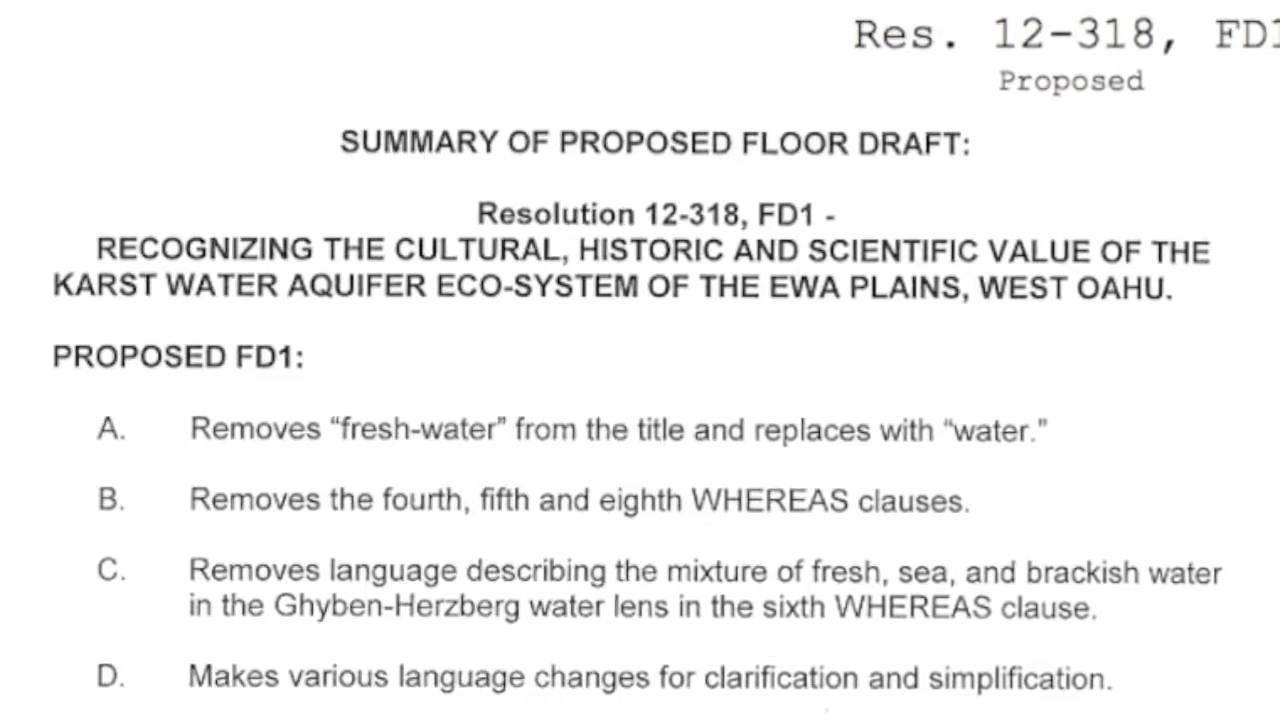 Res. 12-318, FD1
Proposed
SUMMARY OF PROPOSED FLOOR DRAFT:
Resolution 12-318, FD1 -
RECOGNIZING THE CULTURAL, HISTORIC AND SCIENTIFIC VALUE OF THE
KARST WATER AQUIFER ECO-SYSTEM OF THE EWA PLAINS, WEST OAHU.
PROPOSED FD1:
A. Removes “fresh-water” from the title and replaces with “water.”
B. Removes the fourth, fifth and eighth WHEREAS clauses.
C. Removes language describing the mixture of fresh, sea, and brackish water
in the Ghyben-Herzberg water lens in the sixth WHEREAS clause.
D. Makes various language changes for clarification and simplification.